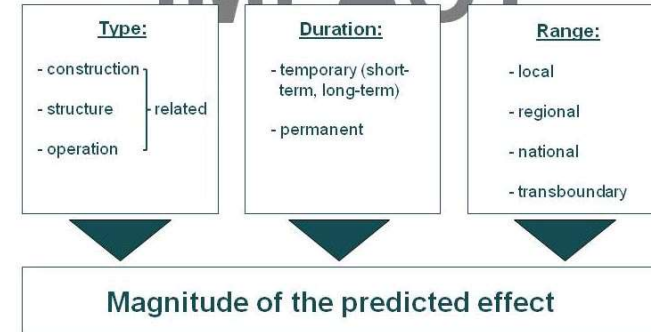 IMPACT
Type:
- construction
- structure
- operation
related
Duration:
- temporary (short-
term, long-term)
- permanent
Range:
- local
- regional
- national
- transboundary
Magnitude of the predicted effect